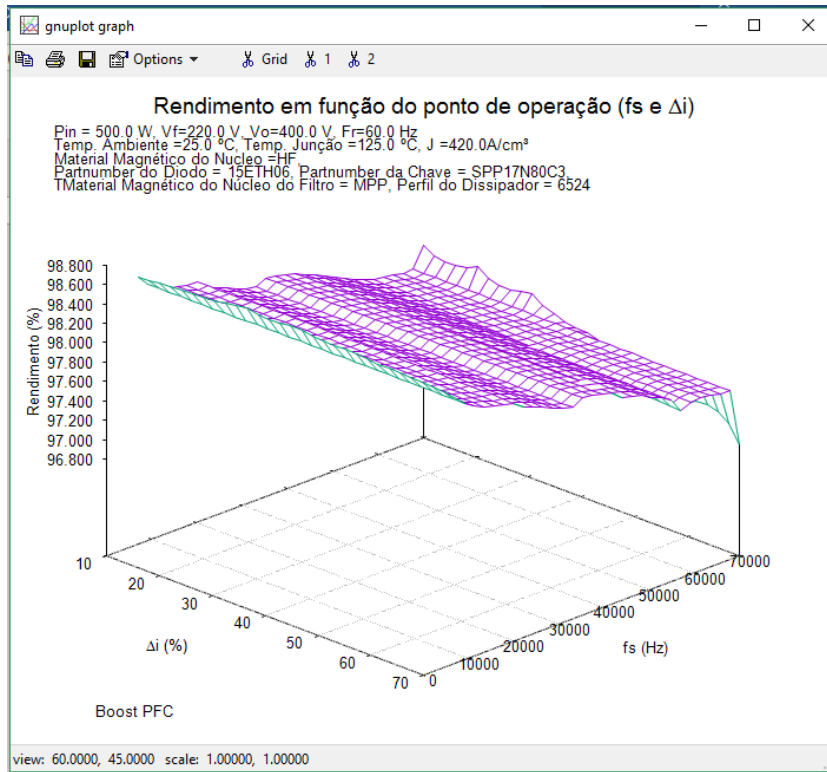 gnuplot graph
Options Grid 1 2
Rendimento em função do ponto de operação (fs e Δi)
Pin = 500.0 W, Vf=220.0 V, Vo=400.0 V, Fr=60.0 Hz
Temp. Ambiente =25.0 ºC, Temp. Junção =125.0 ºC, J =420.0A/cm³
Material Magnético do Nucleo =HF,
Partnumber do Diodo = 15ETH06, Partnumber da Chave = SPP17N80C3,
TMaterial Magnético do Núcleo do Filtro = MPP, Perfil do Dissipador = 6524
98.800
98.600
98.400
98.200
98.000
97.800
97.600
97.400
97.200
97.000
96.800
Rendimento (%)
10
20
30
40
50
60
70
Δi (%)
0
10000
20000
30000
40000
50000
60000
70000
fs (Hz)
Boost PFC
view: 60.0000, 45.0000 scale: 1.00000, 1.00000